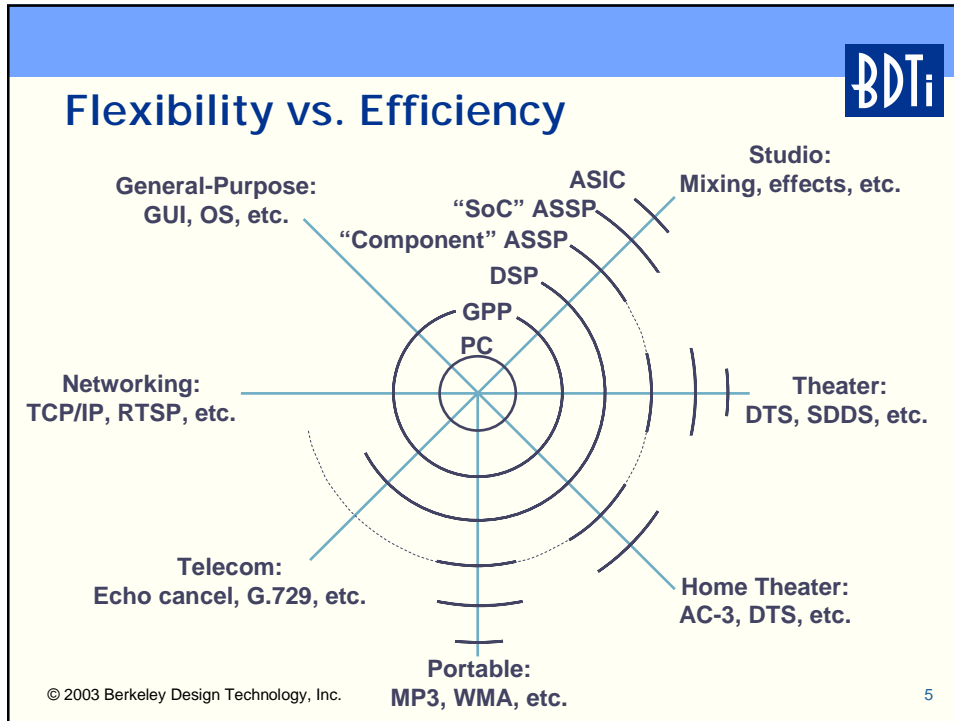 BDTi
Flexibility vs. Efficiency
Studio:
Mixing, effects, etc.
General-Purpose:
GUI, OS, etc.
ASIC
“SoC” ASSP
“Component” ASSP
DSP
GPP
PC
Networking:
TCP/IP, RTSP, etc.
Theater:
DTS, SDDS, etc.
Telecom:
Echo cancel, G.729, etc.
Home Theater:
AC-3, DTS, etc.
Portable:
MP3, WMA, etc.
© 2003 Berkeley Design Technology, Inc.
5